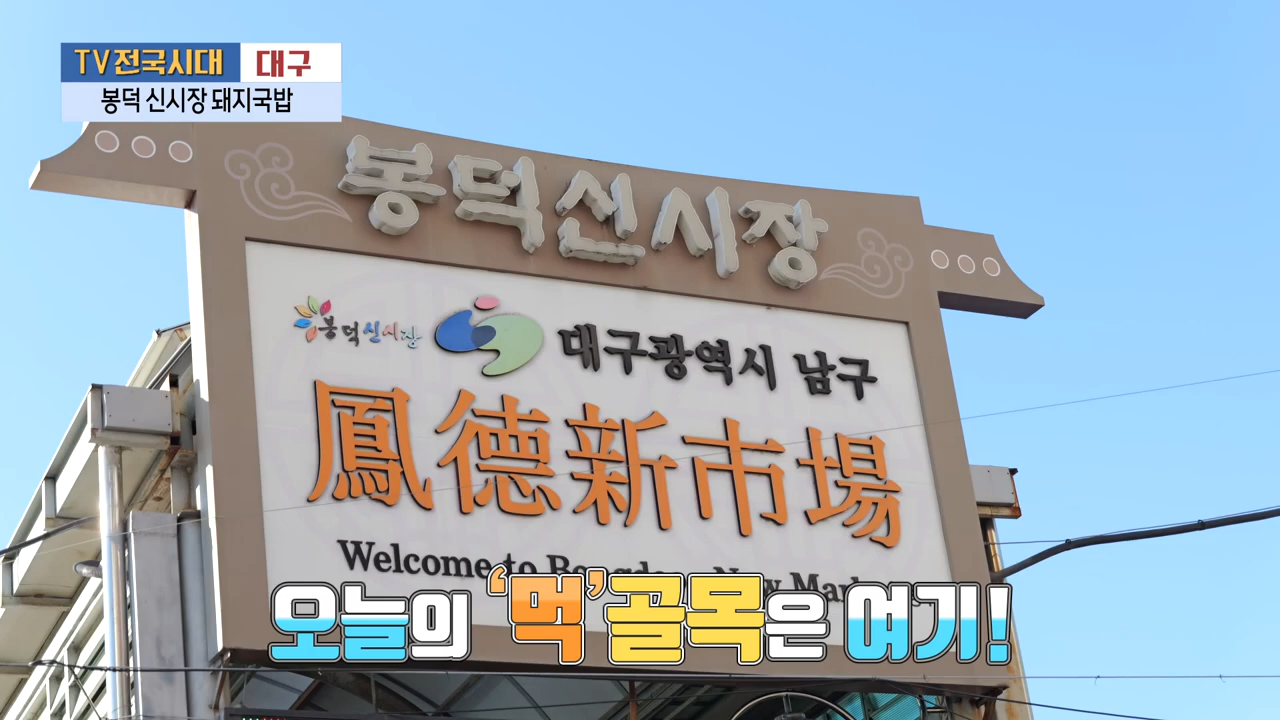 TV전국시대 대구
봉덕 신시장 돼지국밥
봉덕신시장
봉덕신시장
대구광역시 남구
鳳德新市場
Welcome to
오늘의 '먹'골목은 여기!